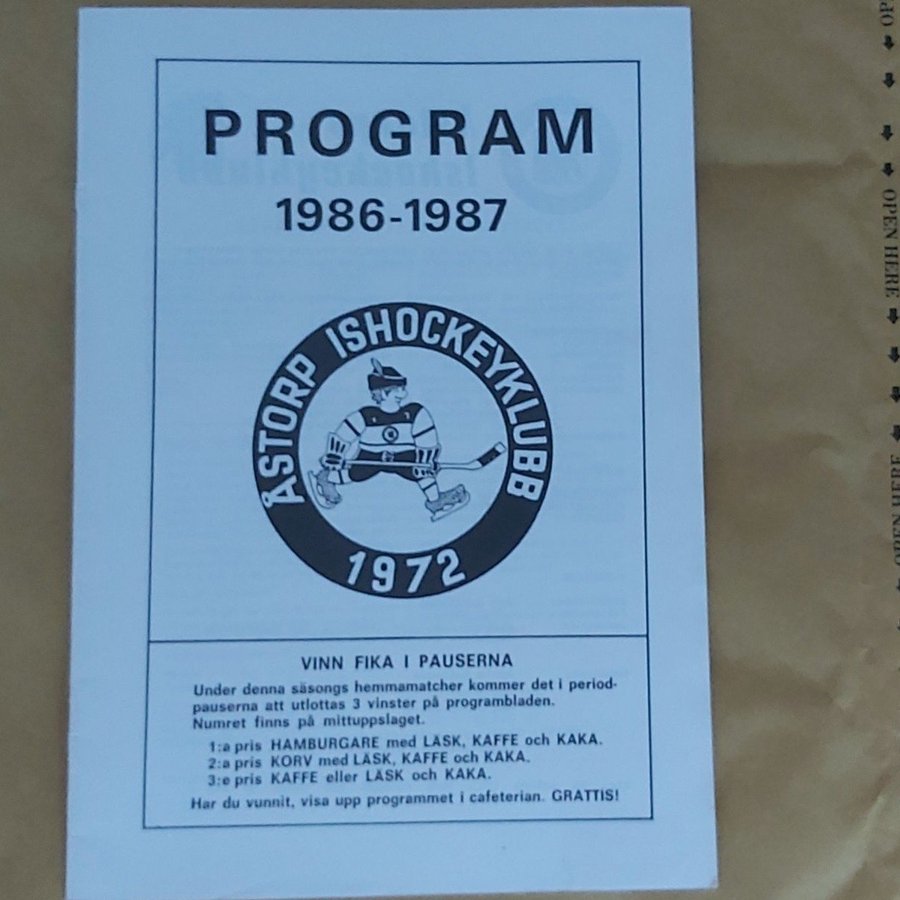 PROGRAM
1986-1987
ÅSTORP ISHOCKEYKLUBB
1972
VINN FIKA I PAUSERNA
Under denna säsongs hemmamatcher kommer det i period-
pauserna att utlottas 3 vinster på programbladen.
Numret finns på mittuppslaget.
1:a pris HAMBURGARE med LÄSK, KAFFE och KAKA.
2:a pris KORV med LÄSK, KAFFE och KAKA.
3:e pris KAFFE eller LÄSK och KAKA.
Har du vunnit, visa upp programmet i cafeterian. GRATTIS!
OPEN HERE
OPEN HERE